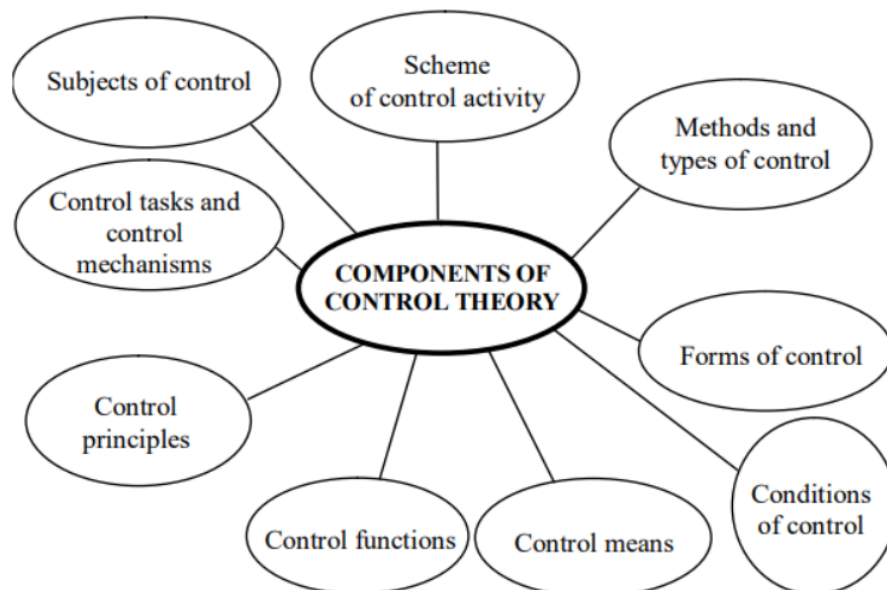 Subjects of control
Scheme
of control activity
Methods and
types of control
Control tasks and
control
mechanisms
COMPONENTS OF
CONTROL THEORY
Forms of control
Control
principles
Conditions
of control
Control functions
Control means